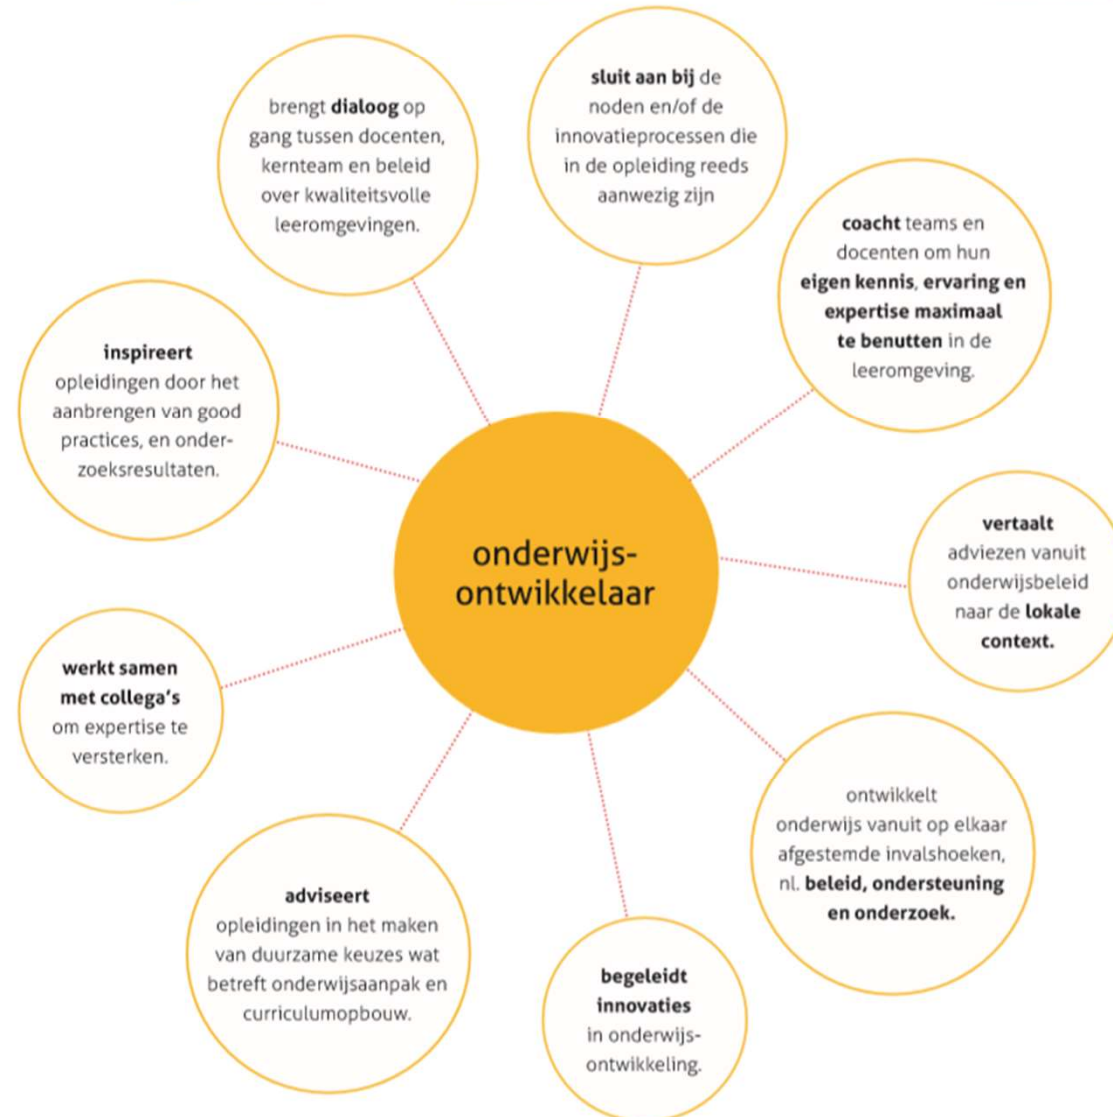 brengt dialoog op
gang tussen docenten,
kernteam en beleid
over kwaliteitsvolle
leeromgevingen.
sluit aan bij de
noden en/of de
innovatieprocessen die
in de opleiding reeds
aanwezig zijn
coacht teams en
docenten om hun
eigen kennis, ervaring en
expertise maximaal
te benutten in de
leeromgeving.
inspireert
opleidingen door het
aanbrengen van good
practices, en onder-
zoeksresultaten.
onderwijs-
ontwikkelaar
vertaalt
adviezen vanuit
onderwijsbeleid
naar de lokale
context.
werkt samen
met collega's
om expertise te
versterken.
ontwikkelt
onderwijs vanuit op elkaar
afgestemde invalshoeken,
nl. beleid, ondersteuning
en onderzoek.
adviseert
opleidingen in het maken
van duurzame keuzes wat
betreft onderwijsaanpak en
curriculumopbouw.
begeleidt
innovaties
in onderwijs-
ontwikkeling.